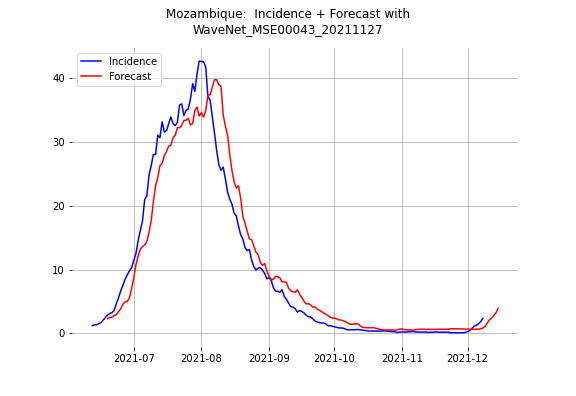 Mozambique:  Incidence + Forecast with
WaveNet_MSE00043_20211127
Incidence
Forecast
40
30
20
10
0
2021-07 2021-08 2021-09 2021-10 2021-11 2021-12